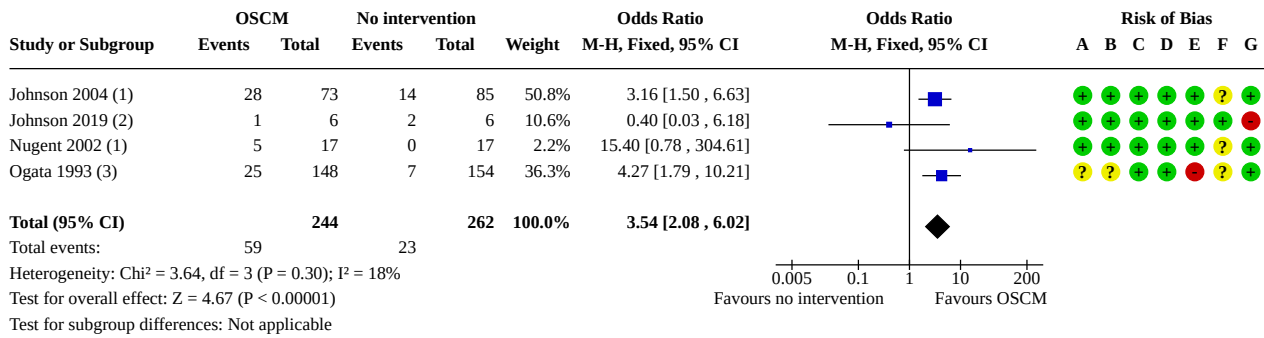 OSCM No intervention Odds Ratio Odds Ratio Risk of Bias
Study or Subgroup Events Total Events Total Weight M-H, Fixed, 95% CI M-H, Fixed, 95% CI A B C D E F G
Johnson 2004 (1) 28 73 14 85 50.8% 3.16 [1.50 , 6.63] + + + + + ? +
Johnson 2019 (2) 1 6 2 6 10.6% 0.40 [0.03 , 6.18] + + + + + + -
Nugent 2002 (1) 5 17 0 17 2.2% 15.40 [0.78 , 304.61] + + + + + ? +
Ogata 1993 (3) 25 148 7 154 36.3% 4.27 [1.79 , 10.21] ? ? + + - ? +
Total (95% CI) 244 262 100.0% 3.54 [2.08 , 6.02]
Total events: 59 23
Heterogeneity: Chi² = 3.64, df = 3 (P = 0.30); I² = 18%
0.005 0.1 1 10 200
Test for overall effect: Z = 4.67 (P < 0.00001)
Favours no intervention Favours OSCM
Test for subgroup differences: Not applicable